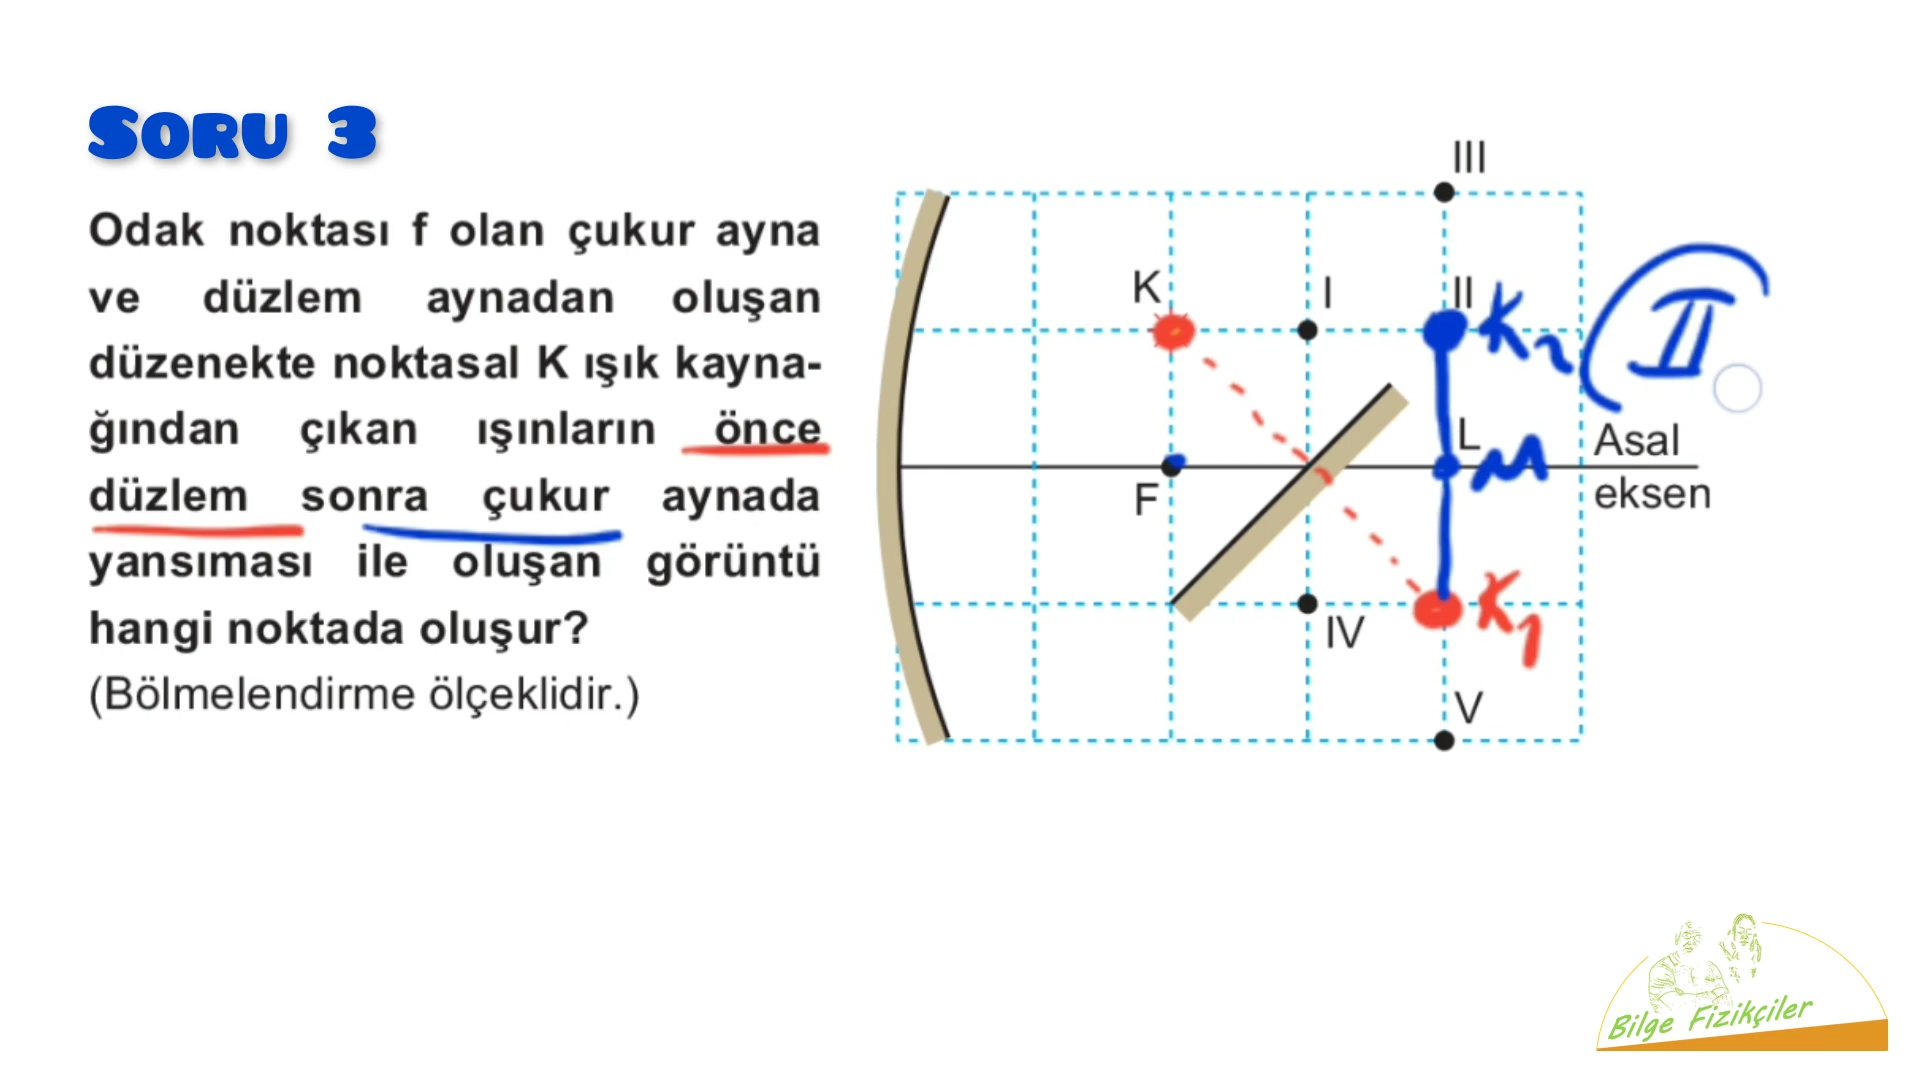 SORU 3
Odak noktası f olan çukur ayna
ve düzlem aynadan oluşan
düzenekte noktasal K ışık kayna-
ğından çıkan ışınların önce
düzlem sonra çukur aynada
yansıması ile oluşan görüntü
hangi noktada oluşur?
(Bölmelendirme ölçeklidir.)
III
K
I
II
K2
II
L
M
Asal
eksen
F
IV
K1
V
Bilge Fizikçiler